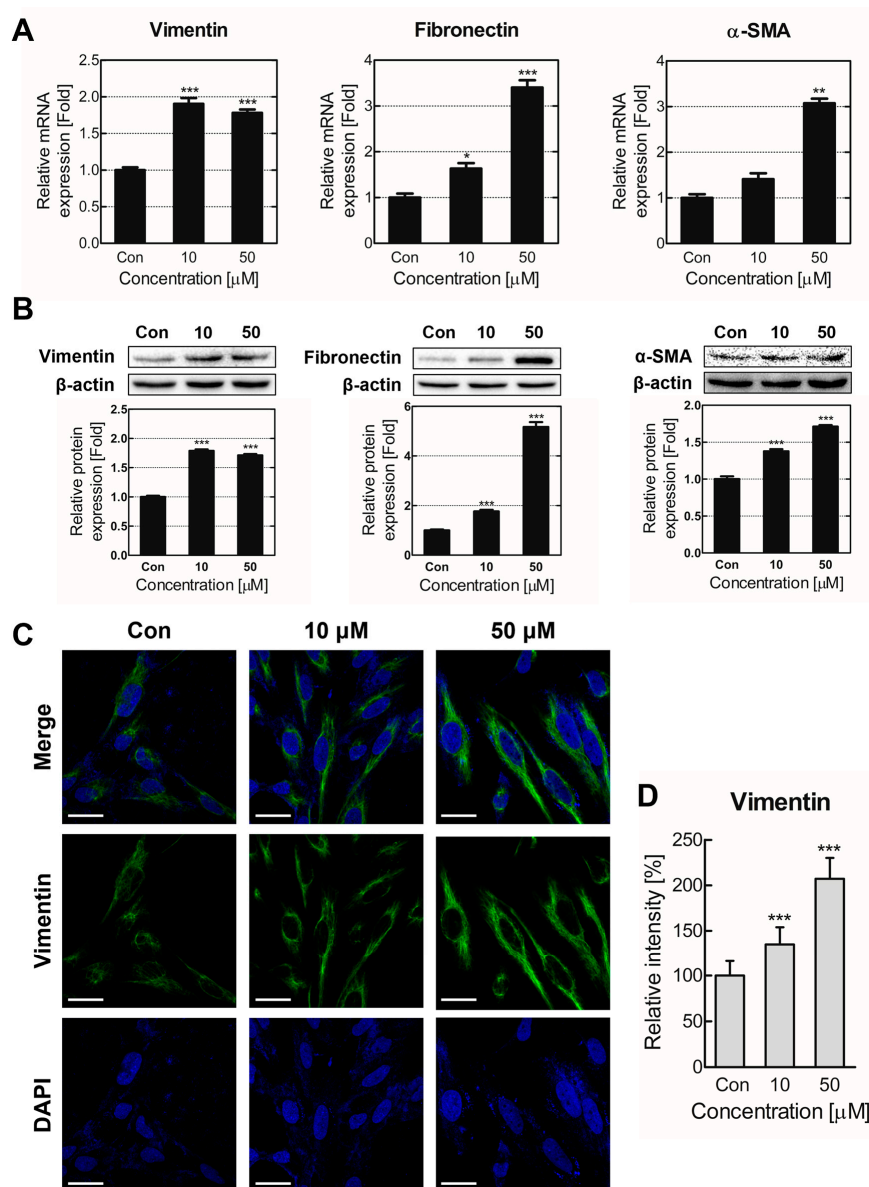 A
Vimentin
Relative mRNA
expression [Fold]
2.5
2.0
1.5
1.0
0.5
0.0
***
***
Con
10
50
Concentration [μM]
Fibronectin
Relative mRNA
expression [Fold]
4
3
2
1
0
*
***
Con
10
50
Concentration [μM]
α-SMA
Relative mRNA
expression [Fold]
4
3
2
1
0
**
Con
10
50
Concentration [μM]
B
Con 10 50
Vimentin
β-actin
Relative protein
expression [Fold]
2.5
2.0
1.5
1.0
0.5
0.0
***
***
Con
10
50
Concentration [μM]
Con 10 50
Fibronectin
β-actin
Relative protein
expression [Fold]
6
4
2
0
***
***
Con
10
50
Concentration [μM]
Con 10 50
α-SMA
β-actin
Relative protein
expression [Fold]
2.0
1.5
1.0
0.5
0.0
***
***
Con
10
50
Concentration [μM]
C
Con
10 μM
50 μM
Merge
Vimentin
DAPI
D
Vimentin
Relative intensity [%]
250
200
150
100
50
0
***
***
Con
10
50
Concentration [μM]